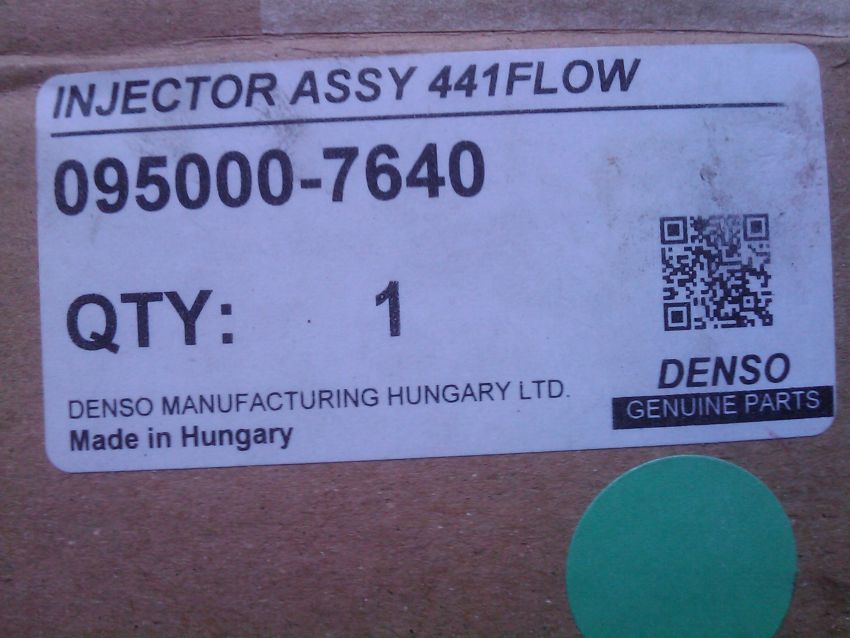 INJECTOR ASSY 441FLOW
095000-7640
QTY: 1
DENSO
GENUINE PARTS
DENSO MANUFACTURING HUNGARY LTD.
Made in Hungary